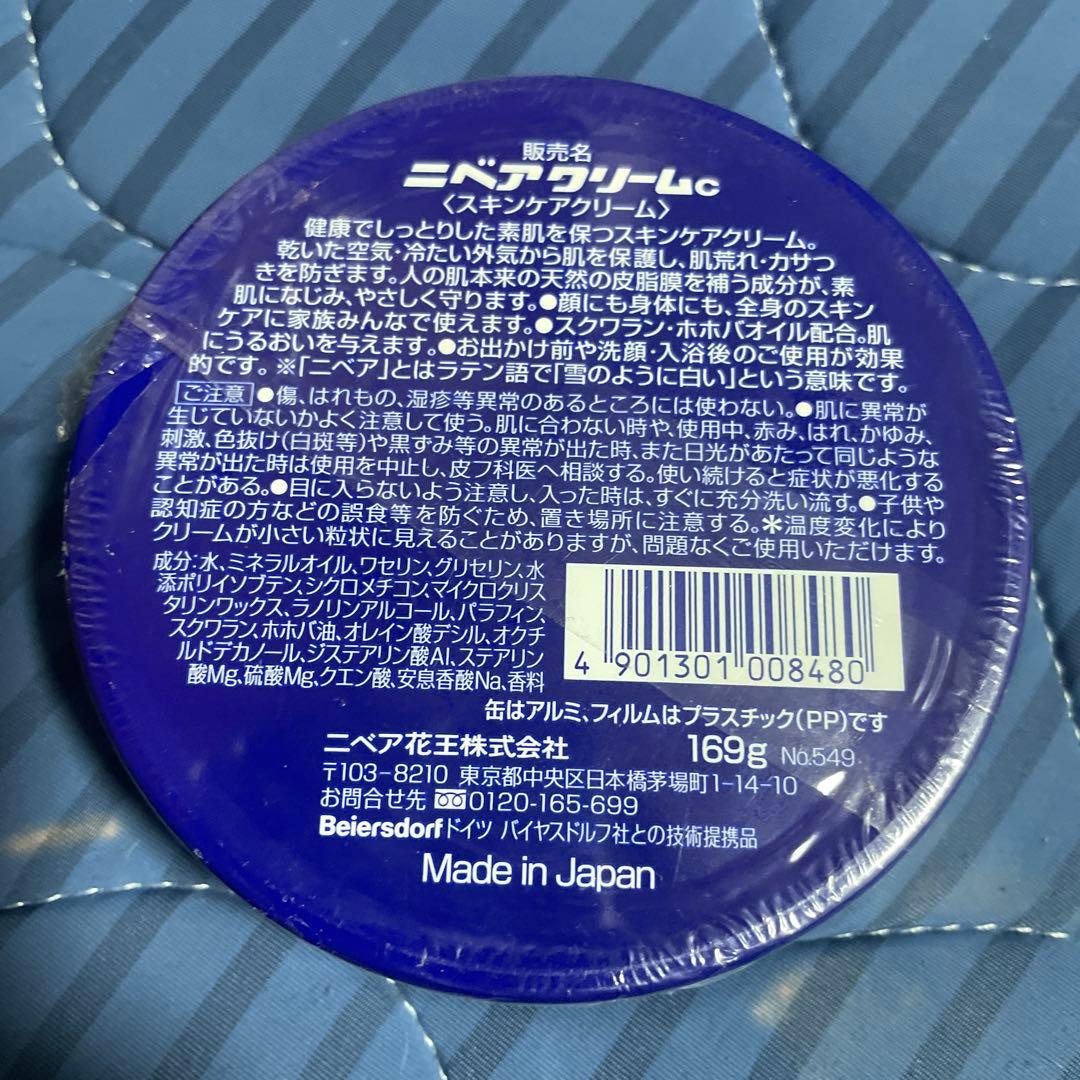 販売名
ニベアクリームc
〈スキンケアクリーム〉
健康でしっとりした素肌を保つスキンケアクリーム。
乾いた空気・冷たい外気から肌を保護し、肌荒れ・カサつ
きを防ぎます。人の肌本来の天然の皮脂膜を補う成分が、素
肌になじみ、やさしく守ります。●顔にも身体にも、全身のスキン
ケアに家族みんなで使えます。●スクワラン・ホホバオイル配合。肌
にうるおいを与えます。●お出かけ前や洗顔・入浴後のご使用が効果
的です。※「ニベア」とはラテン語で「雪のように白い」という意味です。
ご注意 ●傷、はれもの、湿疹等異常のあるところには使わない。●肌に異常が
生じていないかよく注意して使う。肌に合わない時や、使用中、赤み、はれ、かゆみ、
刺激、色抜け(白斑等)や黒ずみ等の異常が出た時、また日光があたって同じような
異常が出た時は使用を中止し、皮フ科医へ相談する。使い続けると症状が悪化する
ことがある。●目に入らないよう注意し、入った時は、すぐに充分洗い流す。●子供や
認知症の方などの誤食等を防ぐため、置き場所に注意する。＊温度変化により
クリームが小さい粒状に見えることがありますが、問題なくご使用いただけます。
成分:水、ミネラルオイル、ワセリン、グリセリン、水
添ポリイソブテン、シクロメチコン、マイクロクリス
タリンワックス、ラノリンアルコール、パラフィン、
スクワラン、ホホバ油、オレイン酸デシル、オクチ
ルドデカノール、ジステアリン酸Al、ステアリン
酸Mg、硫酸Mg、クエン酸、安息香酸Na、香料
4 901301 008480
缶はアルミ、フィルムはプラスチック(PP)です
ニベア花王株式会社 169g No.549
〒103-8210 東京都中央区日本橋茅場町1-14-10
お問合せ先 0120-165-699
Beiersdorfドイツ バイヤスドルフ社との技術提携品
Made in Japan